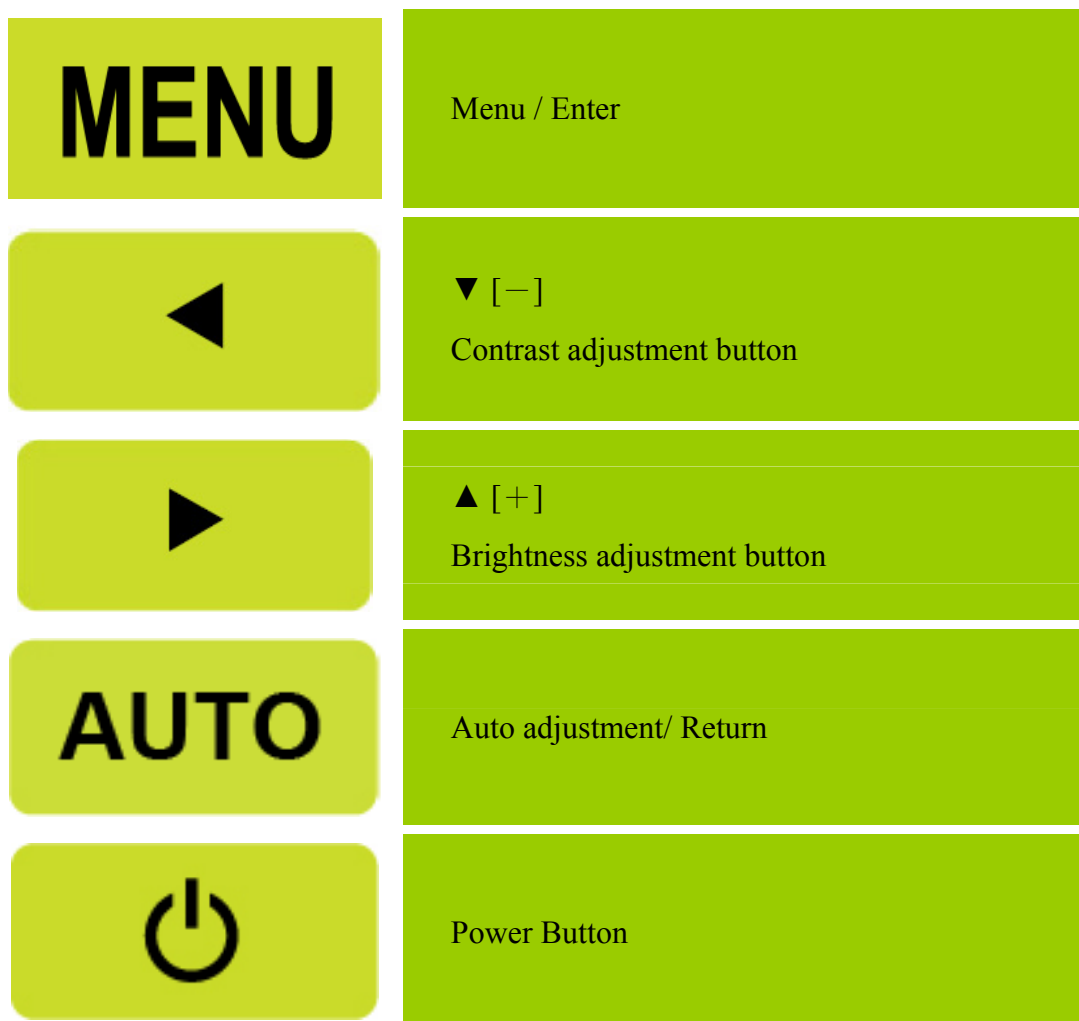 MENU
Menu / Enter
◀
▼ [－]
Contrast adjustment button
▶
▲ [＋]
Brightness adjustment button
AUTO
Auto adjustment/ Return
Power Button